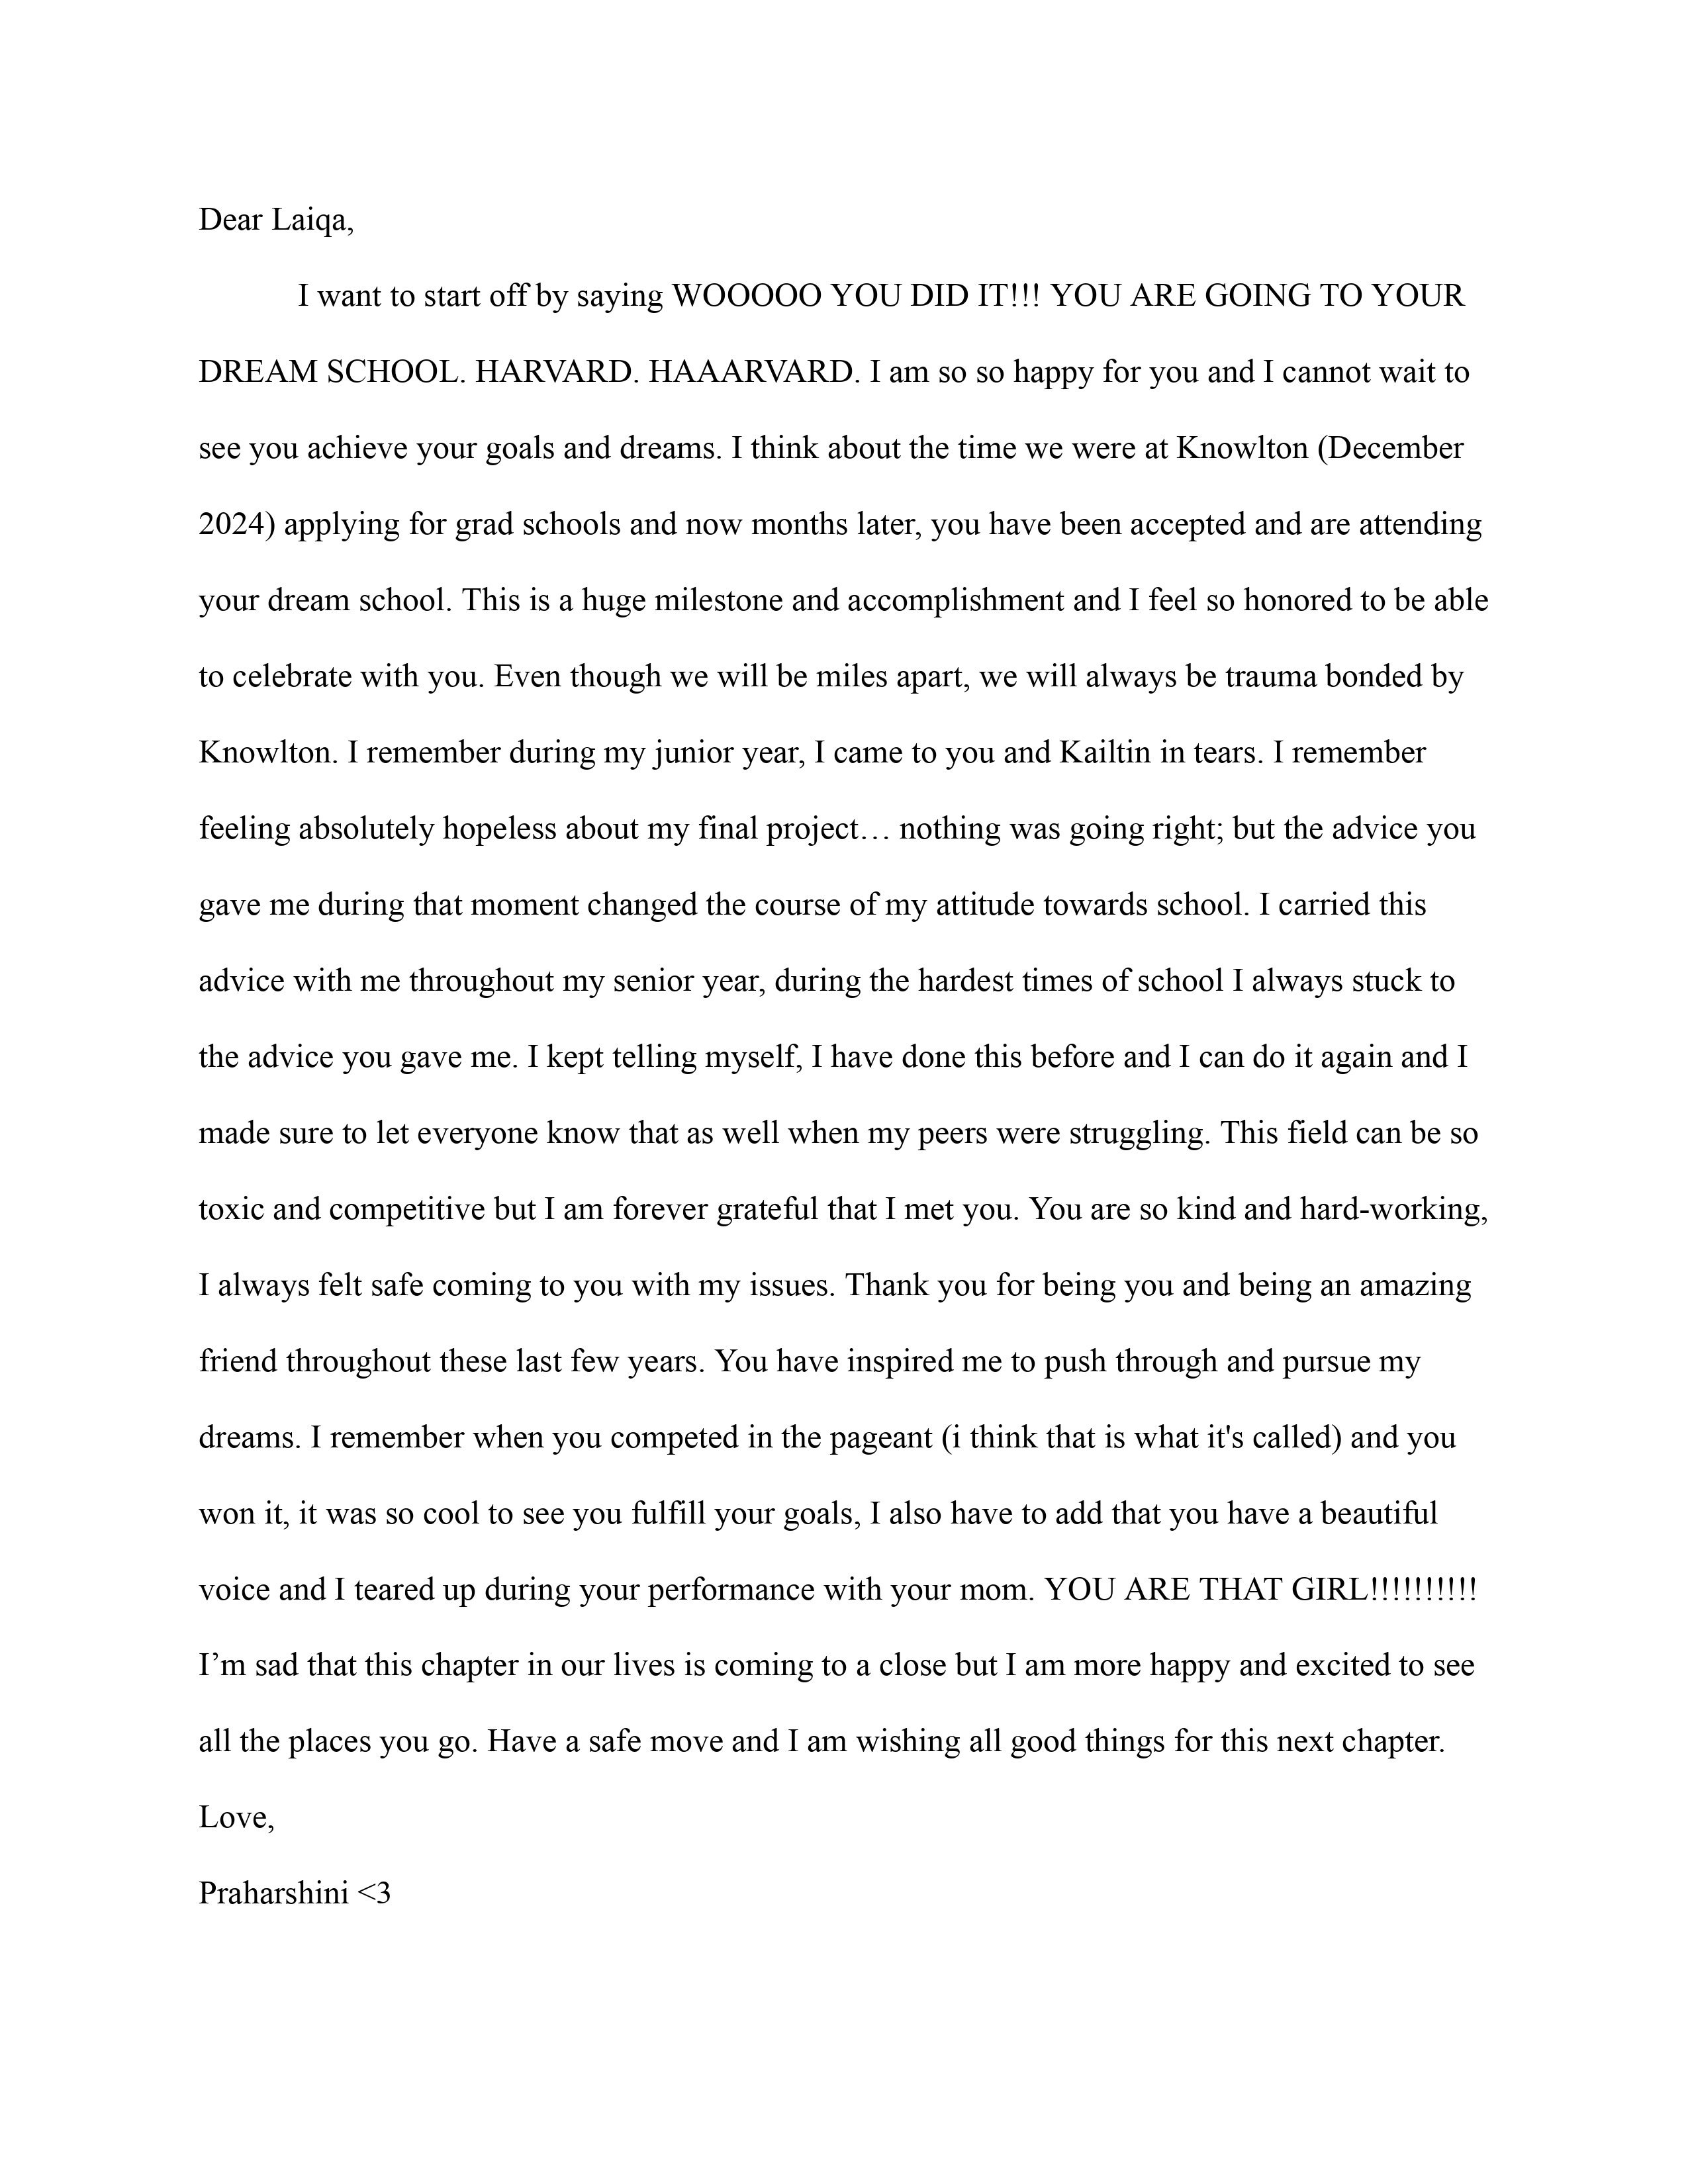 Dear Laiqa,
I want to start off by saying WOOOOO YOU DID IT!!! YOU ARE GOING TO YOUR
DREAM SCHOOL. HARVARD. HAAARVARD. I am so so happy for you and I cannot wait to
see you achieve your goals and dreams. I think about the time we were at Knowlton (December
2024) applying for grad schools and now months later, you have been accepted and are attending
your dream school. This is a huge milestone and accomplishment and I feel so honored to be able
to celebrate with you. Even though we will be miles apart, we will always be trauma bonded by
Knowlton. I remember during my junior year, I came to you and Kailtin in tears. I remember
feeling absolutely hopeless about my final project… nothing was going right; but the advice you
gave me during that moment changed the course of my attitude towards school. I carried this
advice with me throughout my senior year, during the hardest times of school I always stuck to
the advice you gave me. I kept telling myself, I have done this before and I can do it again and I
made sure to let everyone know that as well when my peers were struggling. This field can be so
toxic and competitive but I am forever grateful that I met you. You are so kind and hard-working,
I always felt safe coming to you with my issues. Thank you for being you and being an amazing
friend throughout these last few years. You have inspired me to push through and pursue my
dreams. I remember when you competed in the pageant (i think that is what it's called) and you
won it, it was so cool to see you fulfill your goals, I also have to add that you have a beautiful
voice and I teared up during your performance with your mom. YOU ARE THAT GIRL!!!!!!!!!!
I’m sad that this chapter in our lives is coming to a close but I am more happy and excited to see
all the places you go. Have a safe move and I am wishing all good things for this next chapter.
Love,
Praharshini <3